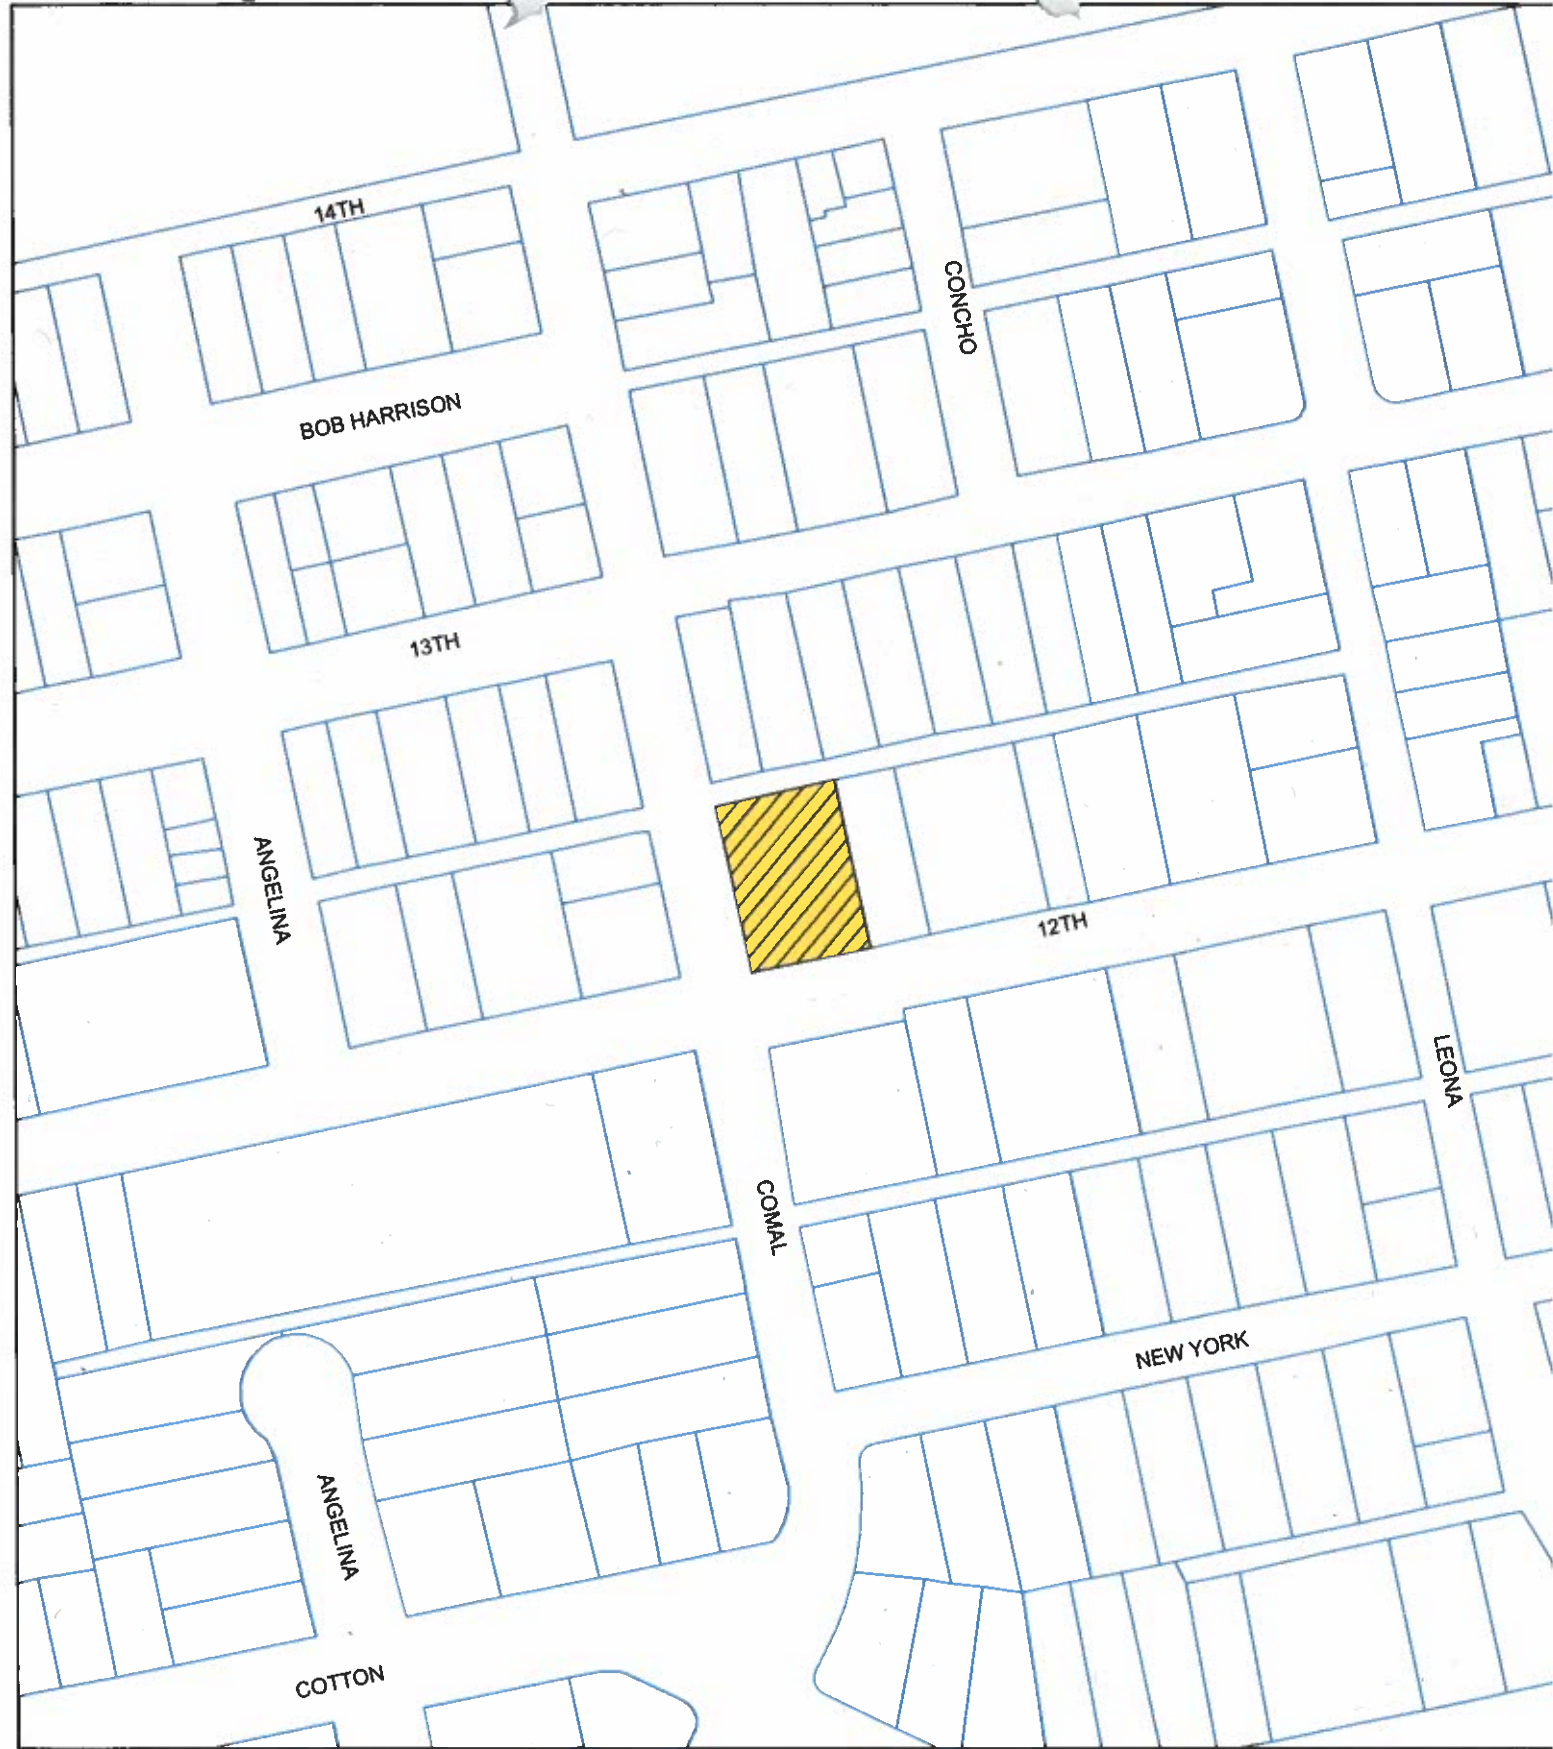 14TH
CONCHO
BOB HARRISON
13TH
ANGELINA
12TH
LEONA
COMAL
NEW YORK
ANGELINA
COTTON